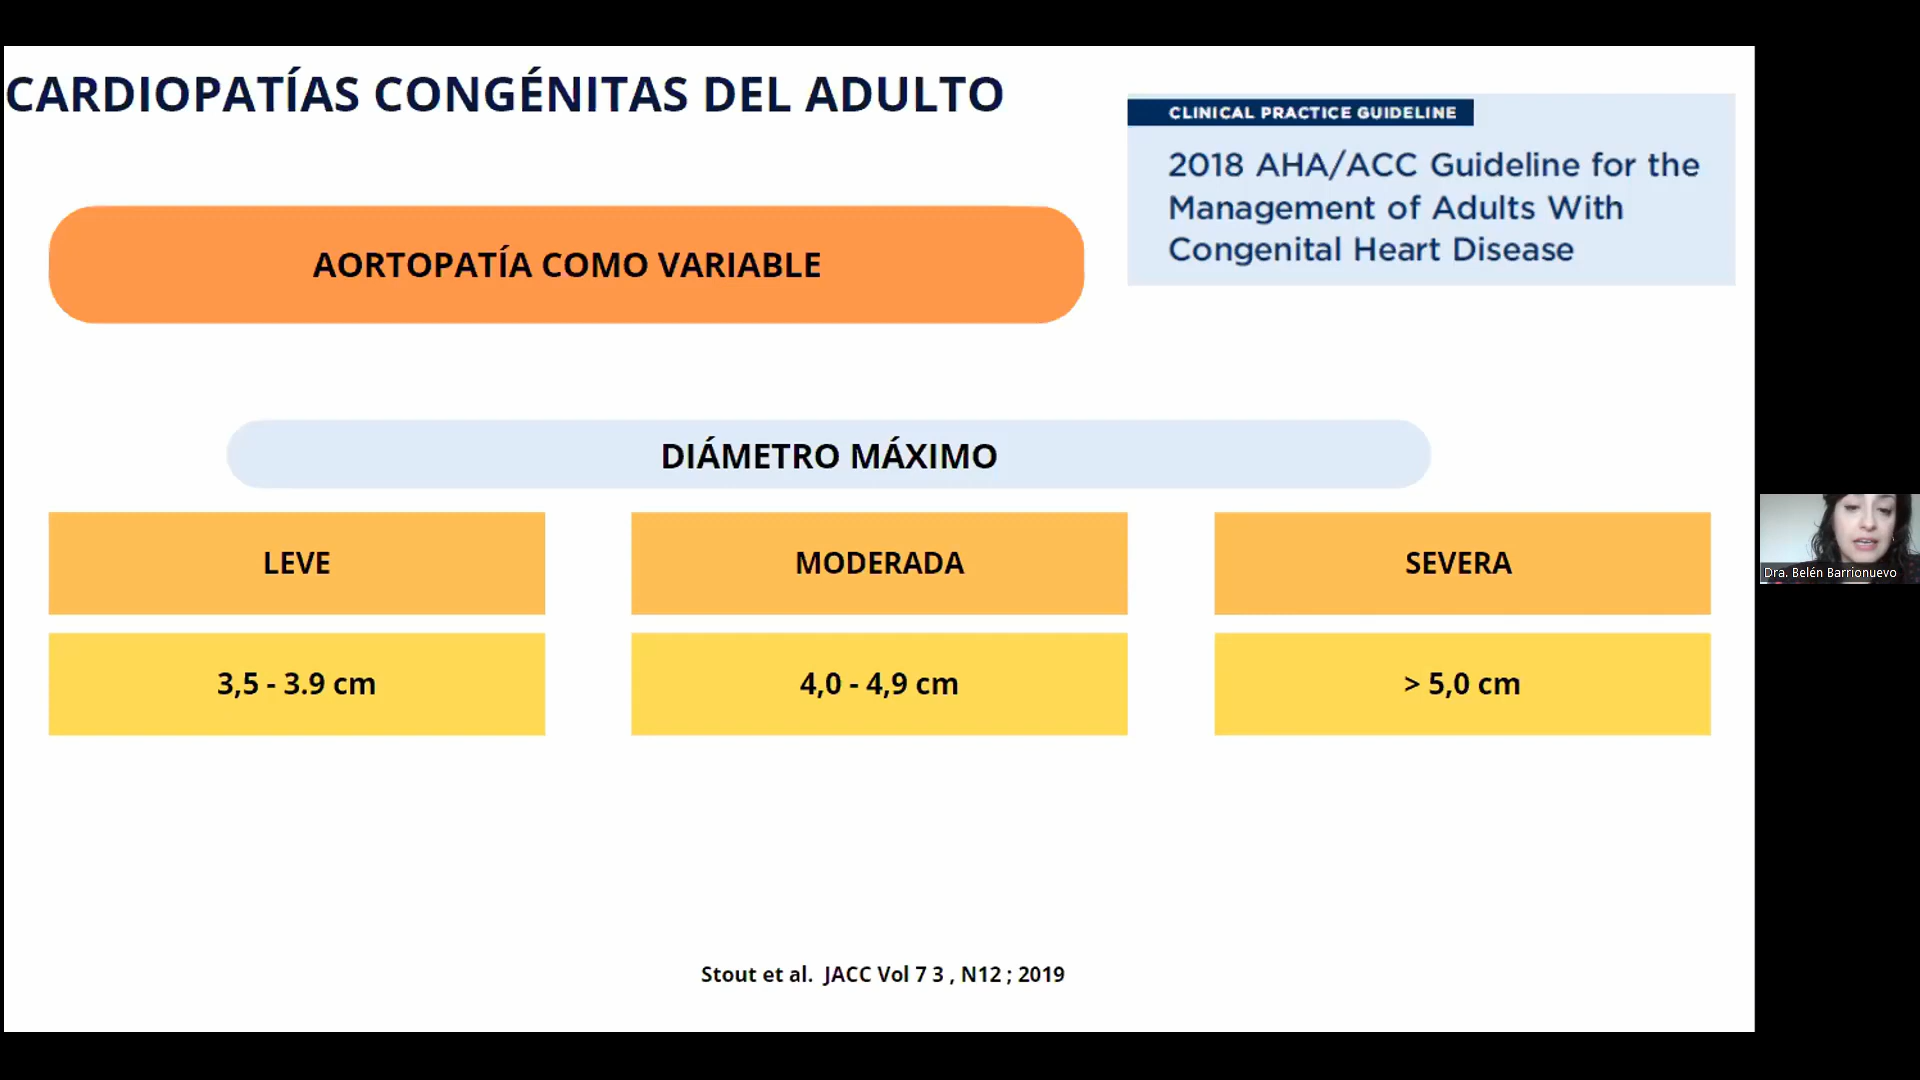 CARDIOPATÍAS CONGÉNITAS DEL ADULTO
CLINICAL PRACTICE GUIDELINE
2018 AHA/ACC Guideline for the
Management of Adults With
Congenital Heart Disease
AORTOPATÍA COMO VARIABLE
DIÁMETRO MÁXIMO
LEVE
MODERADA
SEVERA
3,5 - 3.9 cm
4,0 - 4,9 cm
> 5,0 cm
Dra. Belén Barrionuevo
Stout et al. JACC Vol 7 3 , N12 ; 2019